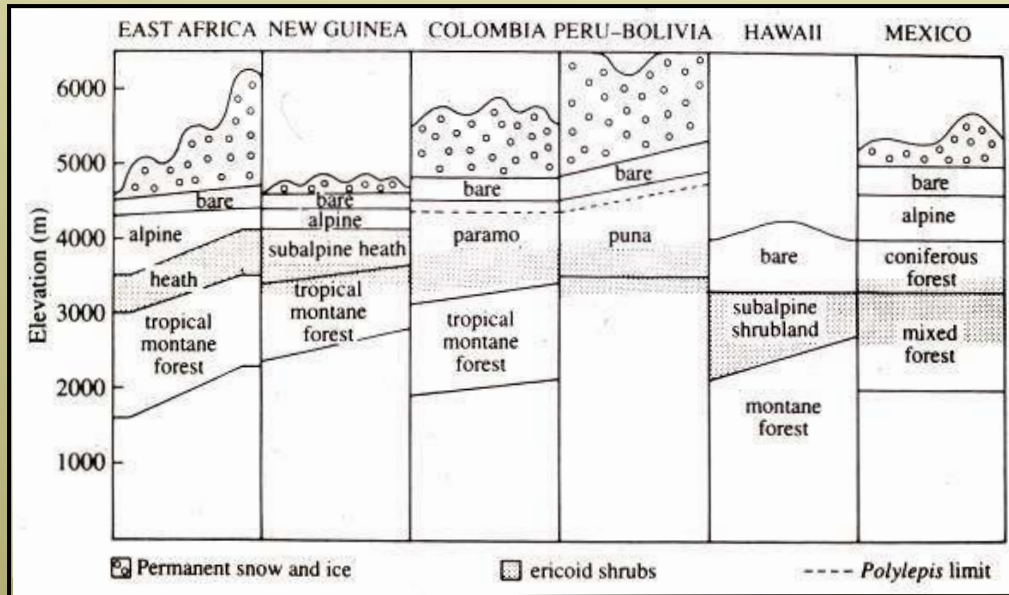 EAST AFRICA NEW GUINEA COLOMBIA PERU–BOLIVIA HAWAII MEXICO
Elevation (m)
6000
5000
4000
3000
2000
1000
bare
alpine
heath
tropical
montane
forest
bare
alpine
subalpine heath
tropical
montane
forest
bare
paramo
tropical
montane
forest
bare
puna
bare
subalpine
shrubland
montane
forest
bare
alpine
coniferous
forest
mixed
forest
Permanent snow and ice
ericoid shrubs
Polylepis limit